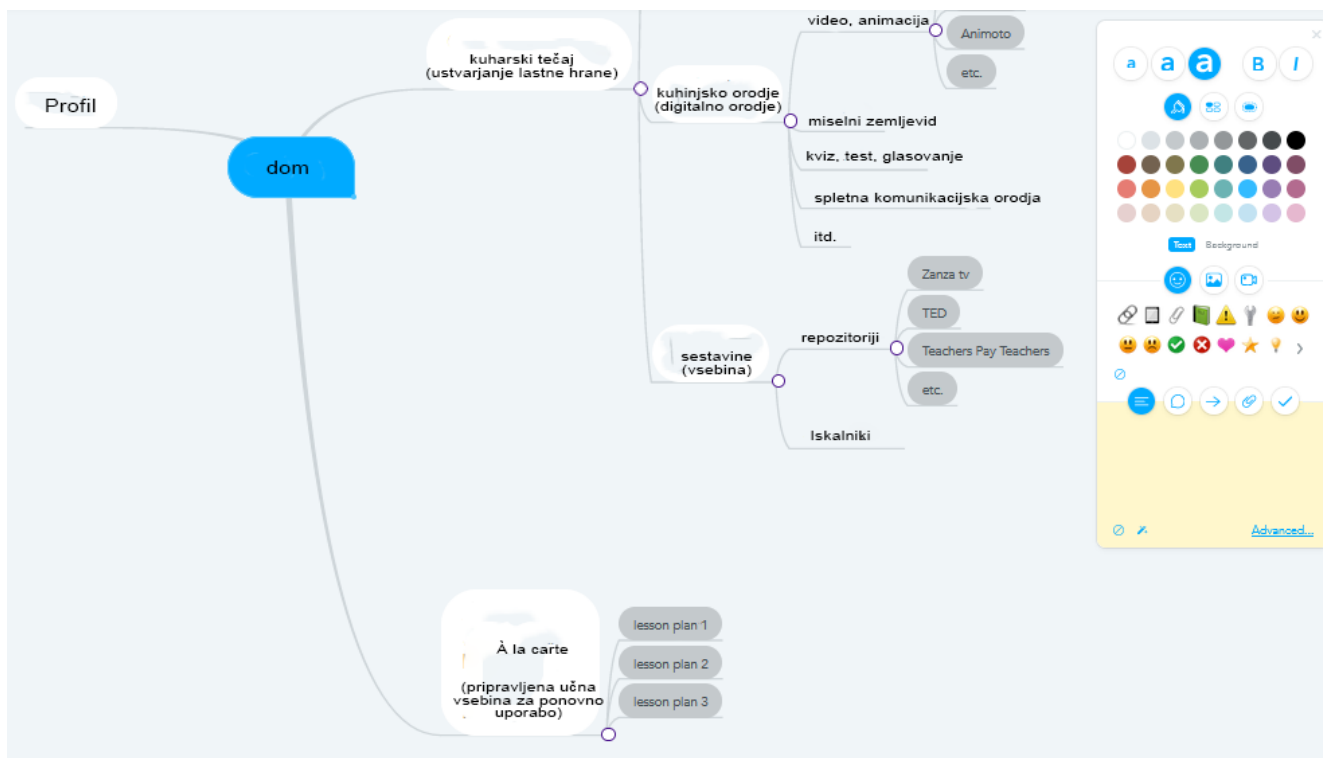 Profil
dom
kuharski tečaj
(ustvarjanje lastne hrane)
kuhinjsko orodje
(digitalno orodje)
video, animacija
Animoto
etc.
miselni zemljevid
kviz, test, glasovanje
spletna komunikacijska orodja
itd.
sestavine
(vsebina)
repozitoriji
Zanza tv
TED
Teachers Pay Teachers
etc.
Iskalniki
À la carte
(pripravljena učna
vsebina za ponovno
uporabo)
lesson plan 1
lesson plan 2
lesson plan 3
a a a B I
Text Background
Advanced...